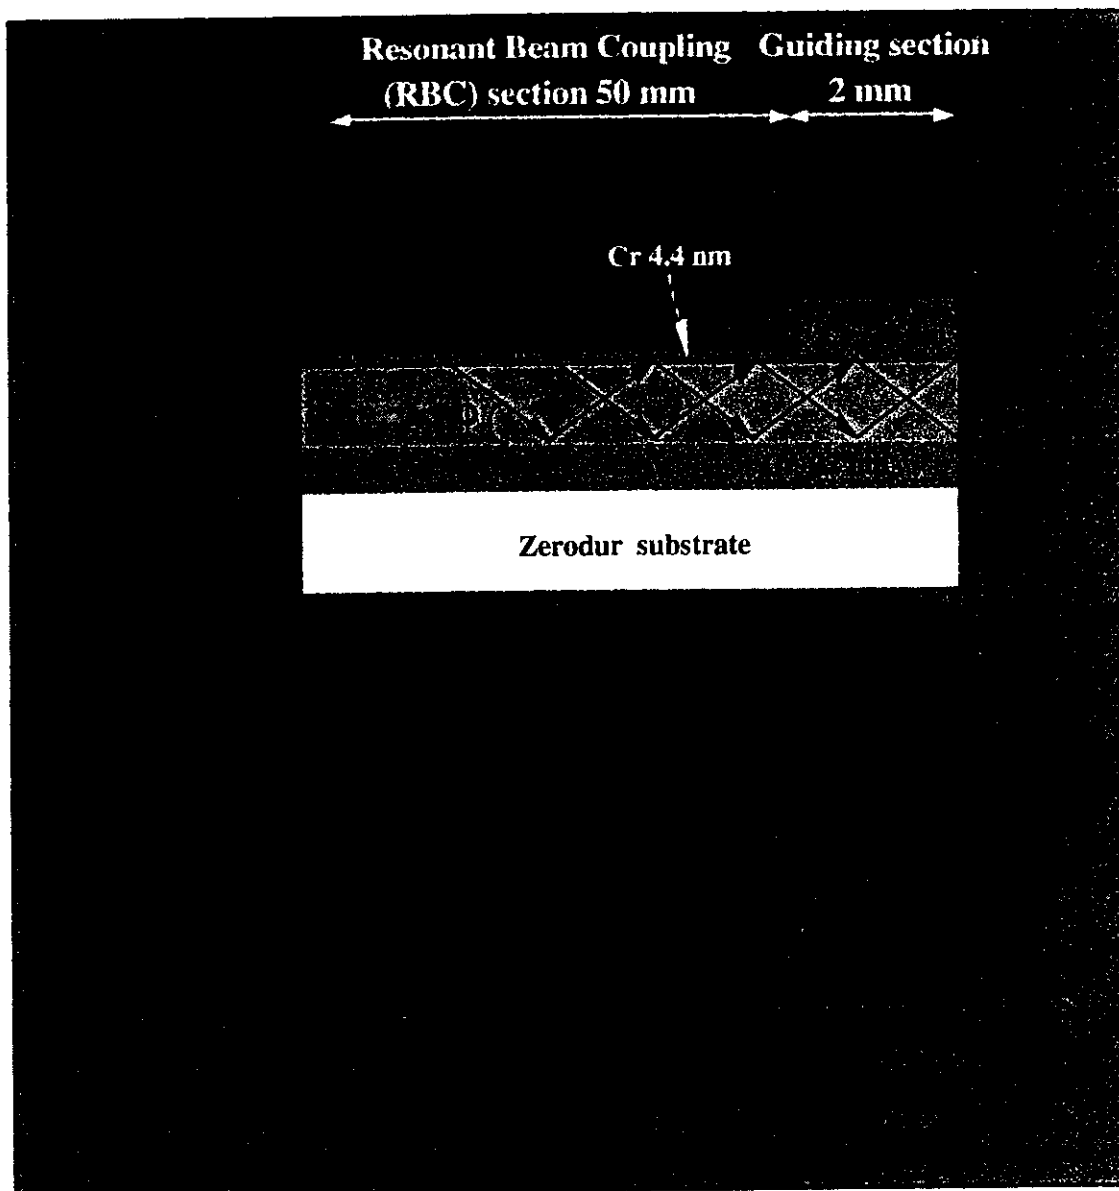 Resonant Beam Coupling Guiding section
(RBC) section 50 mm 2 mm
Cr 4.4 nm
Zerodur substrate